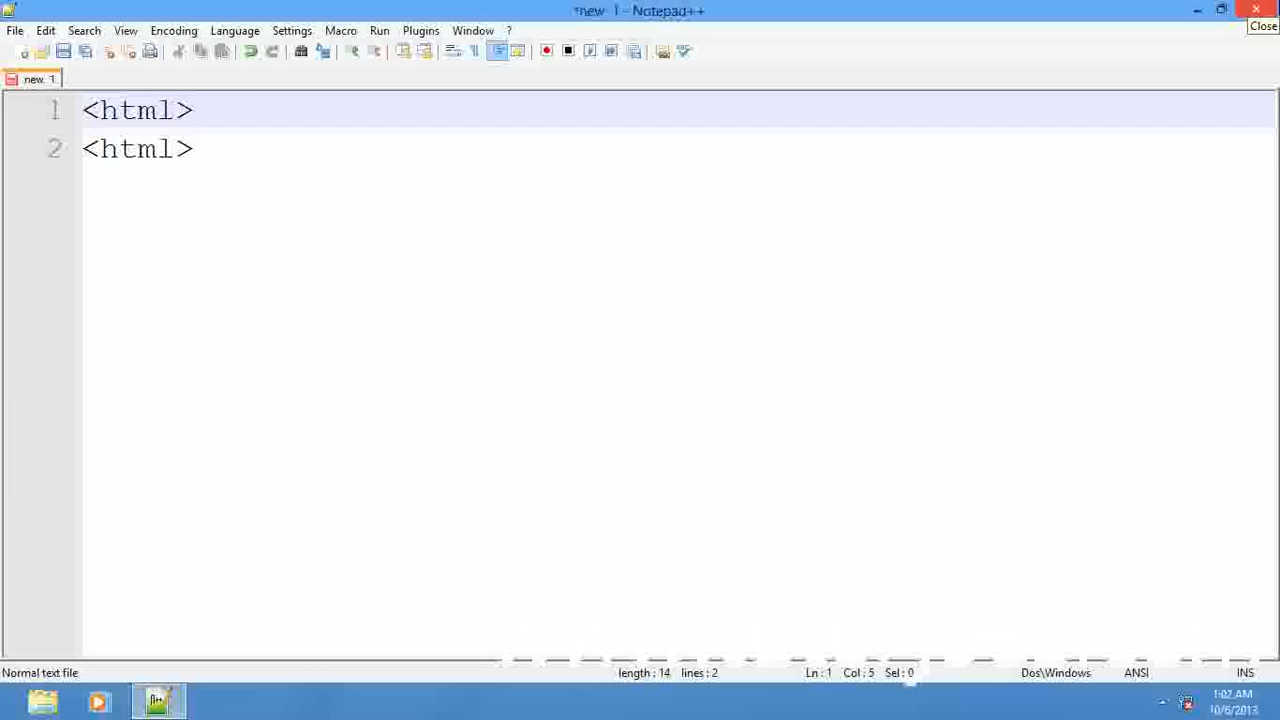 *new 1 - Notepad++
Close
File Edit Search View Encoding Language Settings Macro Run Plugins Window ?
new 1
1 <html>
2 <html>
Normal text file length : 14 lines : 2 Ln : 1 Col : 5 Sel : 0 Dos\Windows ANSI INS
1:02 AM
10/6/2013